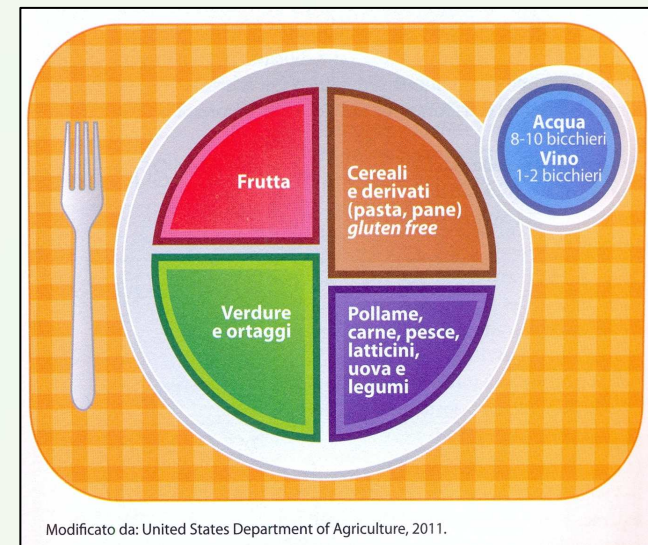 Acqua
8-10 bicchieri
Vino
1-2 bicchieri
Frutta
Cereali
e derivati
(pasta, pane)
gluten free
Verdure
e ortaggi
Pollame,
carne, pesce,
latticini,
uova e
legumi
Modificato da: United States Department of Agriculture, 2011.